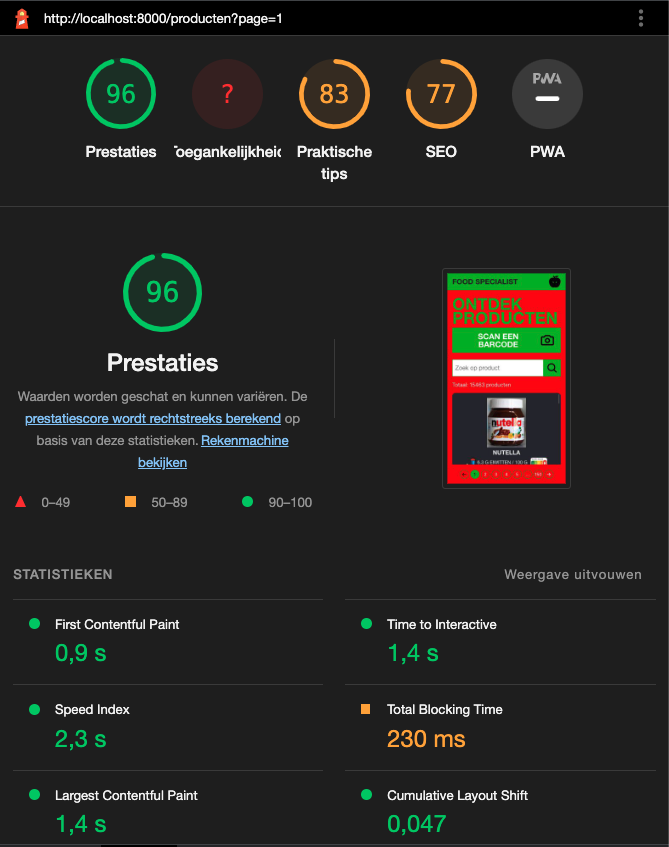 http://localhost:8000/producten?page=1
96
?
83
77
PWA
Prestaties
Toegankelijkheid
Praktische
tips
SEO
PWA
96
Prestaties
Waarden worden geschat en kunnen variëren. De
prestatiescore wordt rechtstreeks berekend op
basis van deze statistieken. Rekenmachine
bekijken
0–49
50–89
90–100
FOOD SPECIALIST
ONTDEK
PRODUCTEN
SCAN EEN
BARCODE
Zoek op product
Totaal: 15463 producten
nutella
NUTELLA
STATISTIEKEN
Weergave uitvouwen
First Contentful Paint
0,9 s
Time to Interactive
1,4 s
Speed Index
2,3 s
Total Blocking Time
230 ms
Largest Contentful Paint
1,4 s
Cumulative Layout Shift
0,047